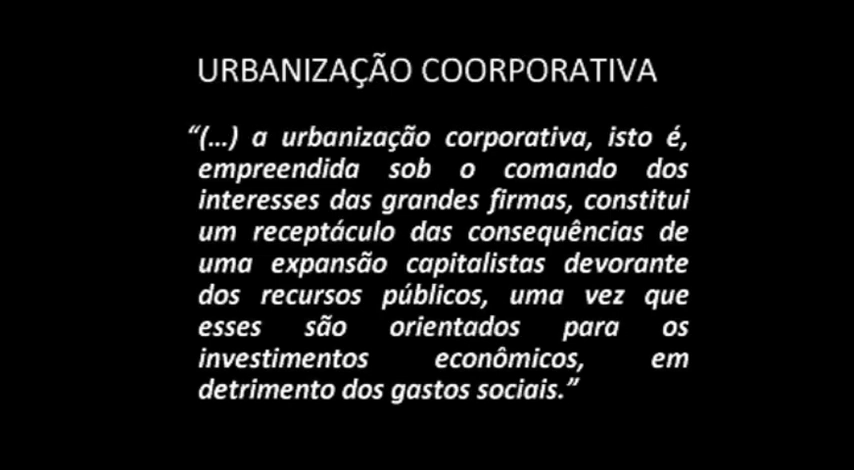 URBANIZAÇÃO COORPORATIVA
“(...) a urbanização corporativa, isto é,
empreendida sob o comando dos
interesses das grandes firmas, constitui
um receptáculo das consequências de
uma expansão capitalistas devorante
dos recursos públicos, uma vez que
esses são orientados para os
investimentos econômicos, em
detrimento dos gastos sociais.”